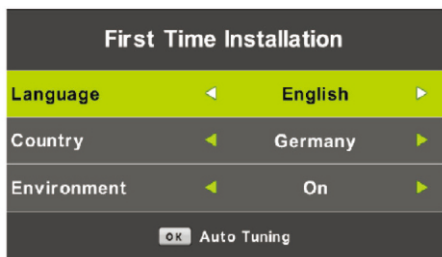 First Time Installation
Language English
Country Germany
Environment On
OK Auto Tuning